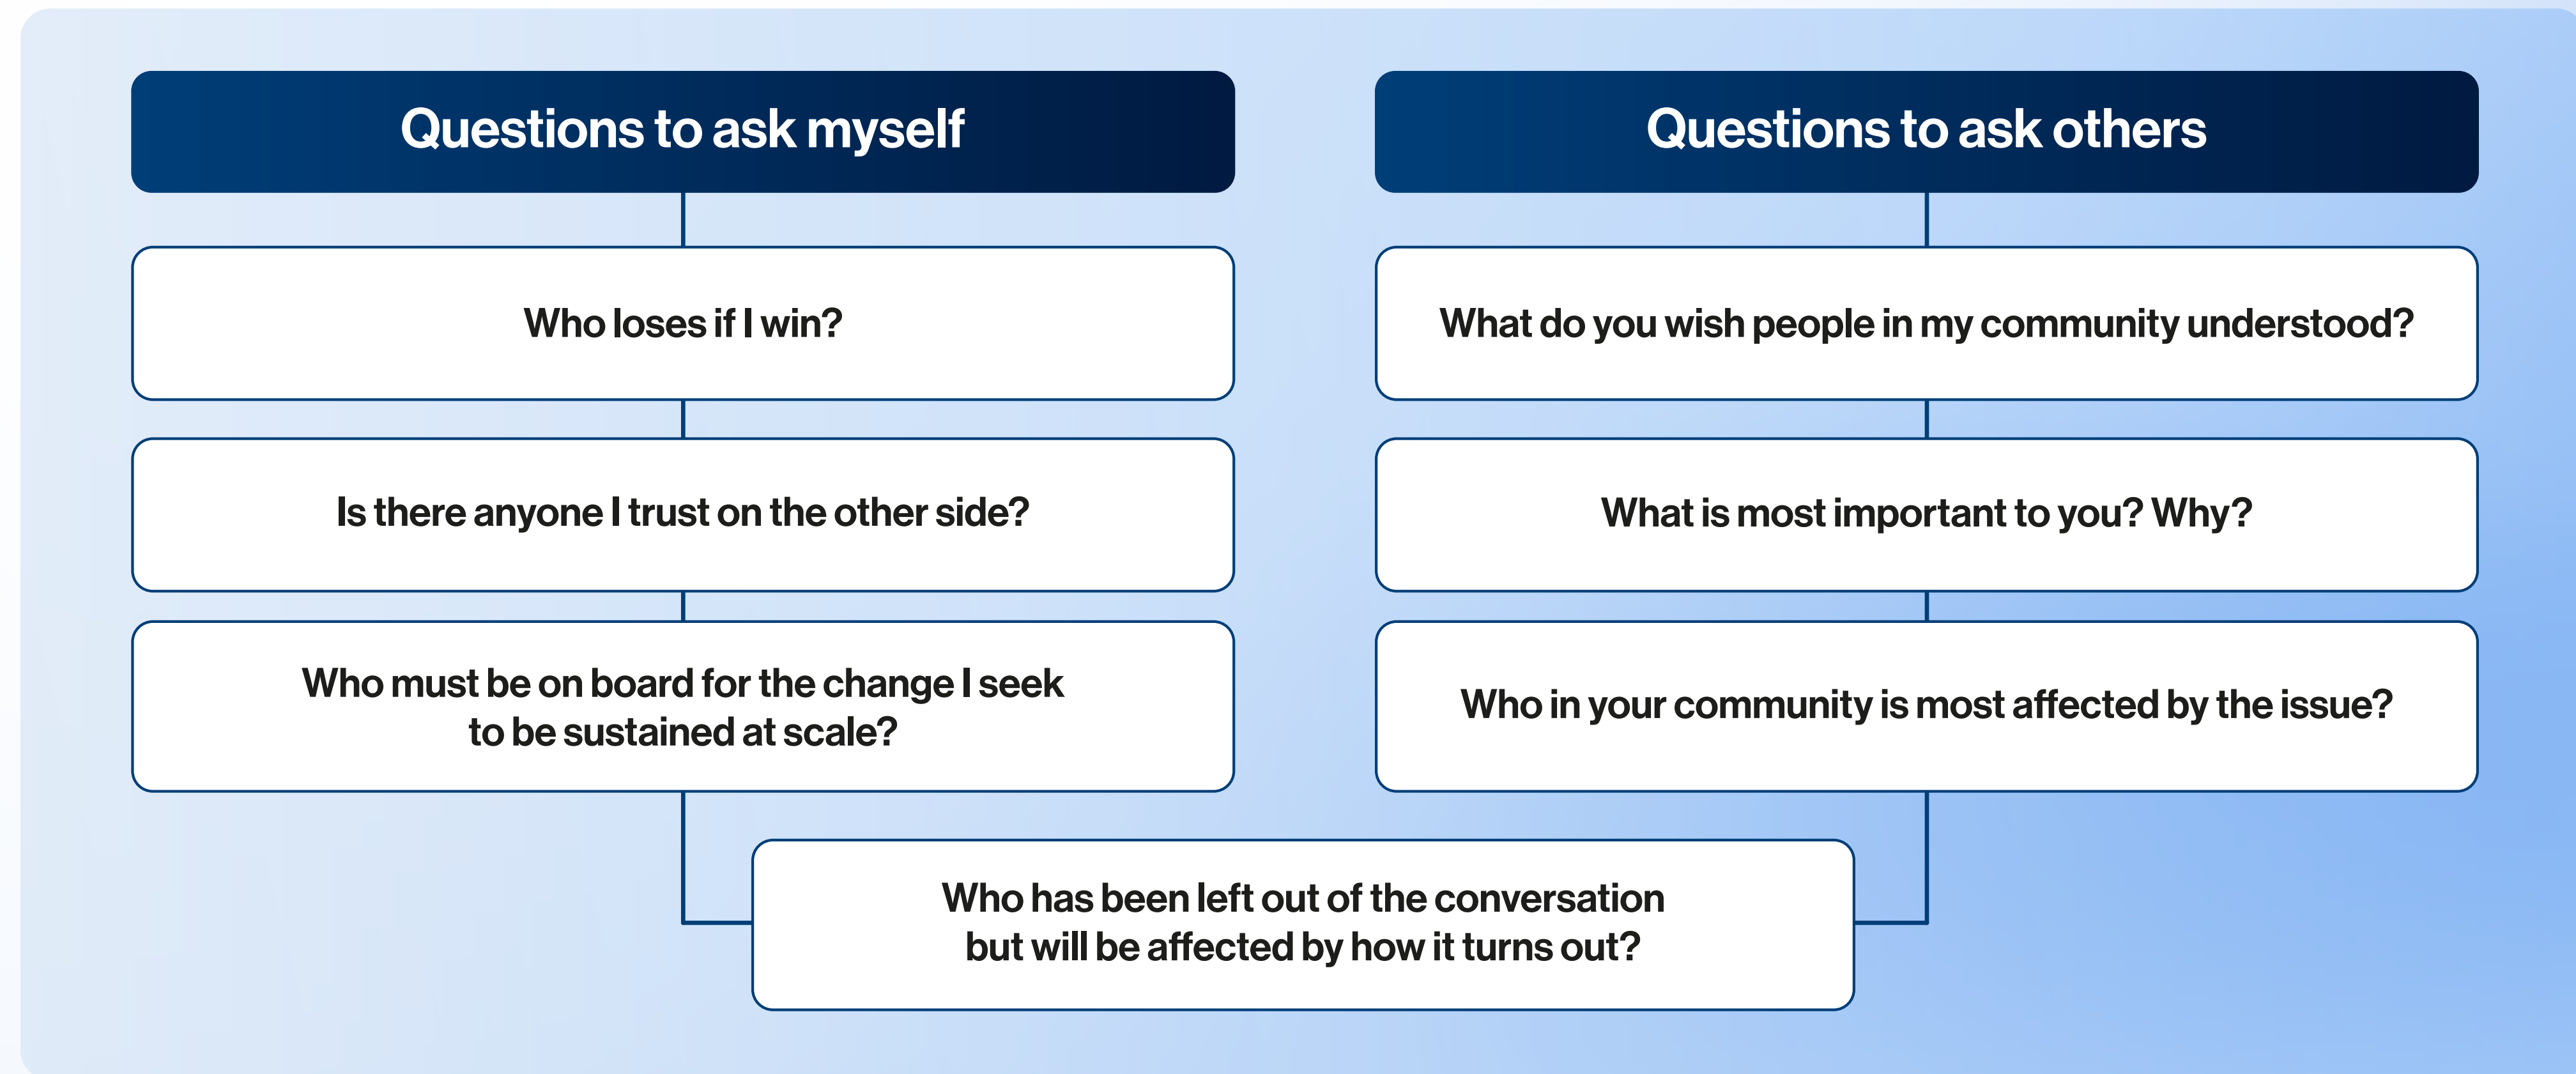 Questions to ask myself
Who loses if I win?
Is there anyone I trust on the other side?
Who must be on board for the change I seek
to be sustained at scale?
Questions to ask others
What do you wish people in my community understood?
What is most important to you? Why?
Who in your community is most affected by the issue?
Who has been left out of the conversation
but will be affected by how it turns out?